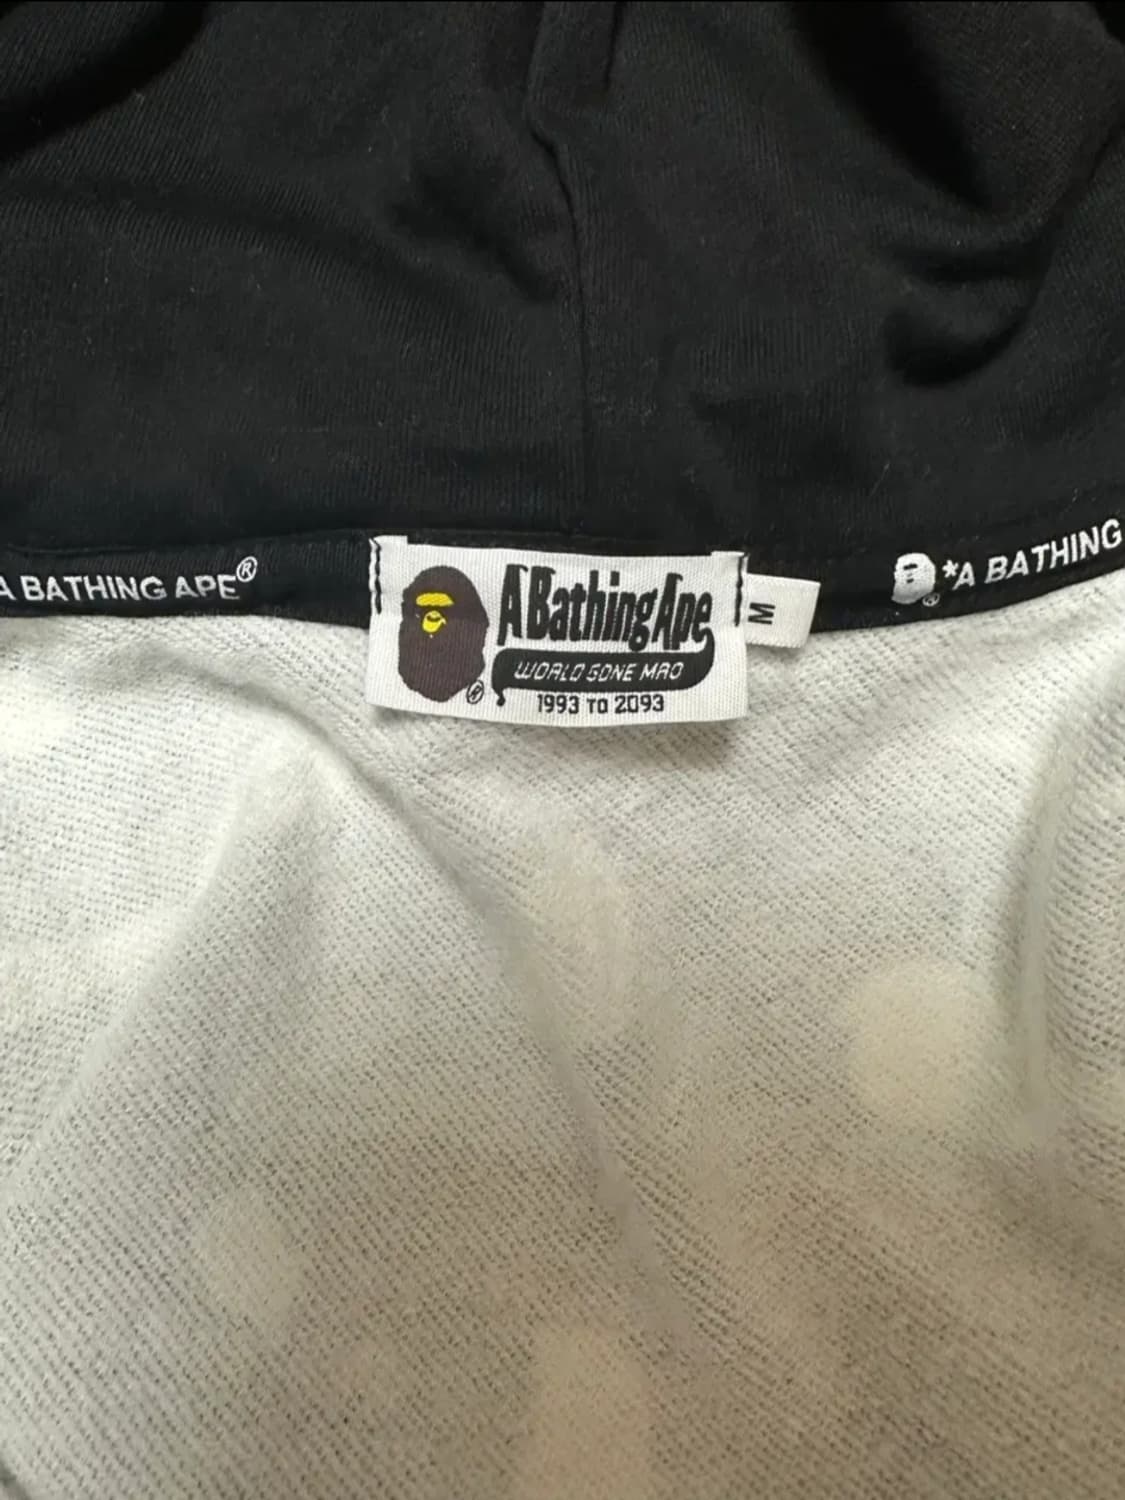 A BATHING APE®
ABathingApe
WORLD GONE MAD
1993 TO 2093
®
M
*A BATHING
®